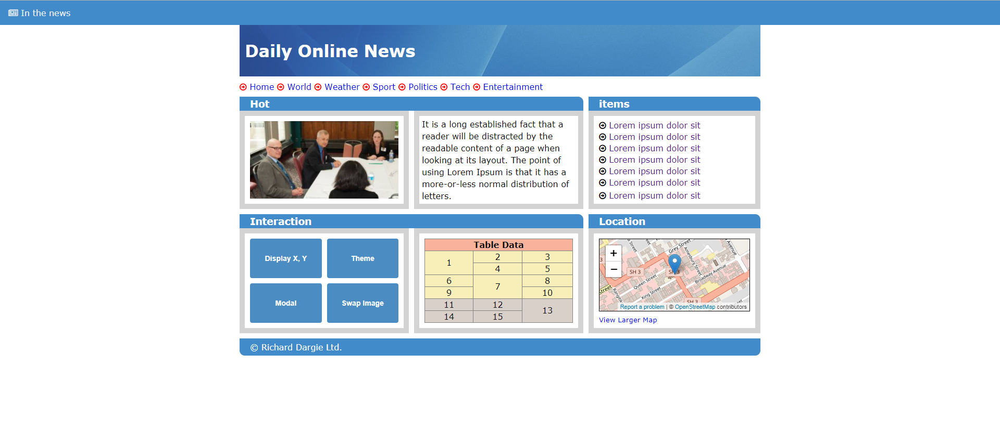 In the news
Daily Online News
Home World Weather Sport Politics Tech Entertainment
Hot
It is a long established fact that a
reader will be distracted by the
readable content of a page when
looking at its layout. The point of
using Lorem Ipsum is that it has a
more-or-less normal distribution of
letters.
items
Lorem ipsum dolor sit
Lorem ipsum dolor sit
Lorem ipsum dolor sit
Lorem ipsum dolor sit
Lorem ipsum dolor sit
Lorem ipsum dolor sit
Lorem ipsum dolor sit
Interaction
Display X, Y Theme
Modal Swap Image
Table Data
1 2 3
4 5
6 7 8
9 10
11 12 13
14 15
Location
+
−
Grey Street
Amesbury Street
Avenue
SH 3
SH 3
Queen Street
Broadway Avenue
King Street
Street
SH 3
Report a problem | © OpenStreetMap contributors
View Larger Map
© Richard Dargie Ltd.